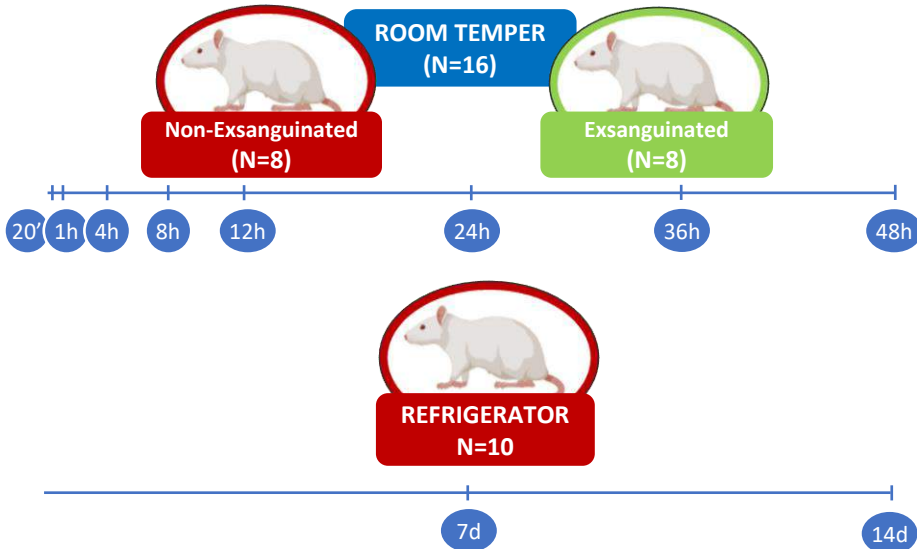 ROOM TEMPER
(N=16)
Non-Exsanguinated
(N=8)
Exsanguinated
(N=8)
20’ 1h 4h 8h 12h 24h 36h 48h
REFRIGERATOR
N=10
7d 14d